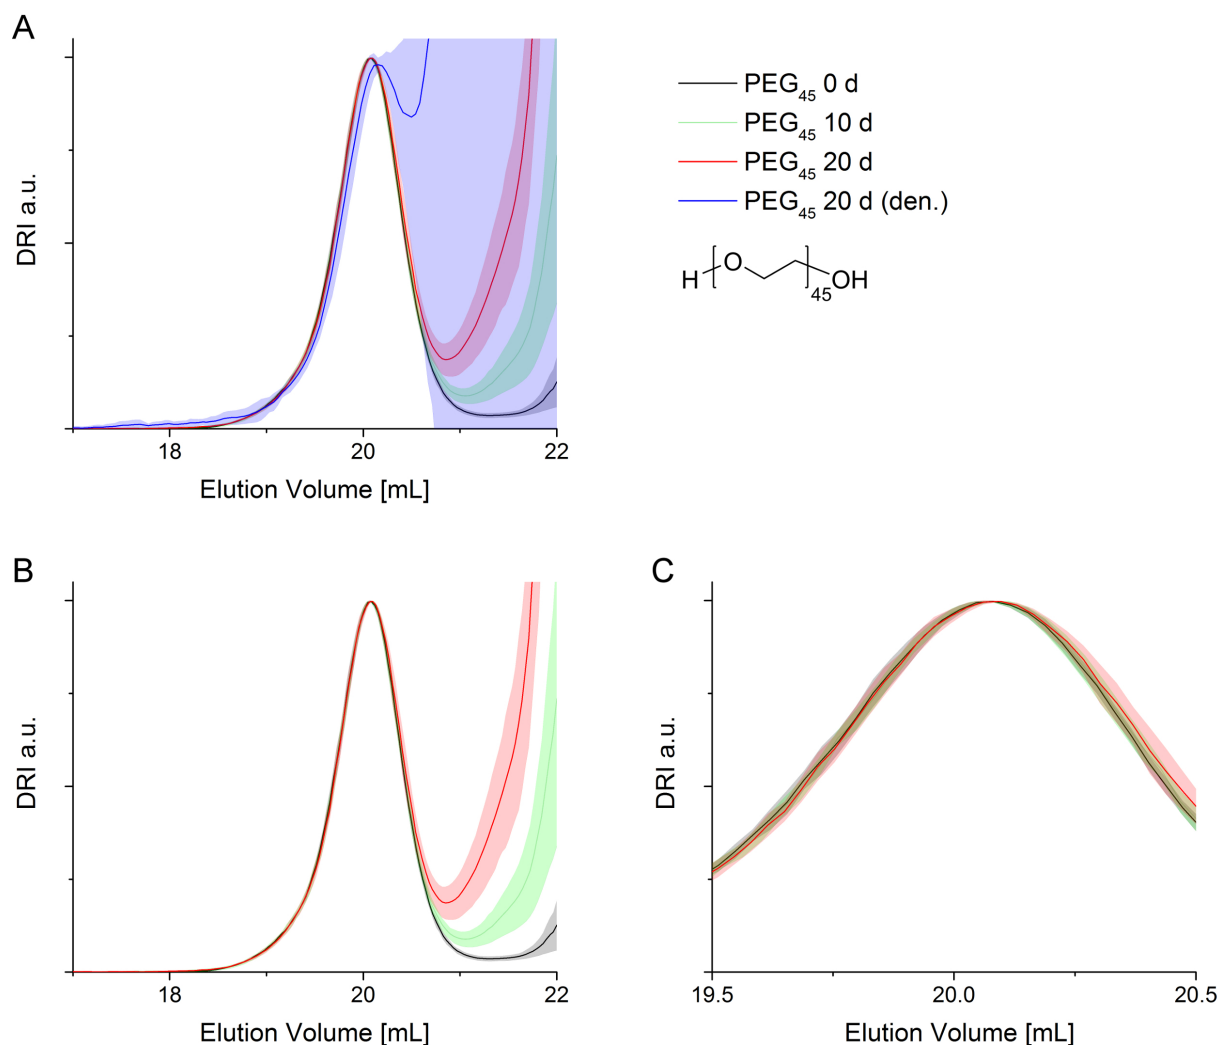 A
DRI a.u.
18
20
22
Elution Volume [mL]
PEG45 0 d
PEG45 10 d
PEG45 20 d
PEG45 20 d (den.)
H
O
45
OH
B
DRI a.u.
18
20
22
Elution Volume [mL]
C
DRI a.u.
19.5
20.0
20.5
Elution Volume [mL]